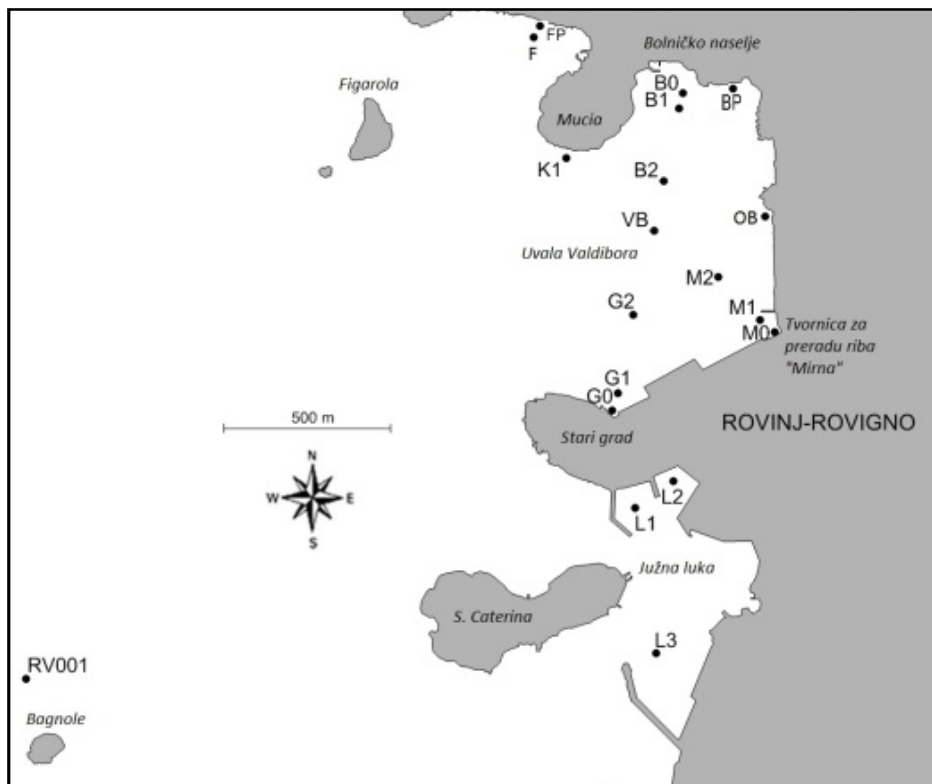 FP
F
Bolničko naselje
Figarola
B0
B1
BP
Mucia
K1
B2
OB
VB
Uvala Valdibora
M2
G2
M1
M0
Tvornica za
preradu riba
"Mirna"
G1
G0
500 m
ROVINJ-ROVIGNO
Stari grad
N
W
E
S
L2
L1
Južna luka
S. Caterina
L3
RV001
Bagnole